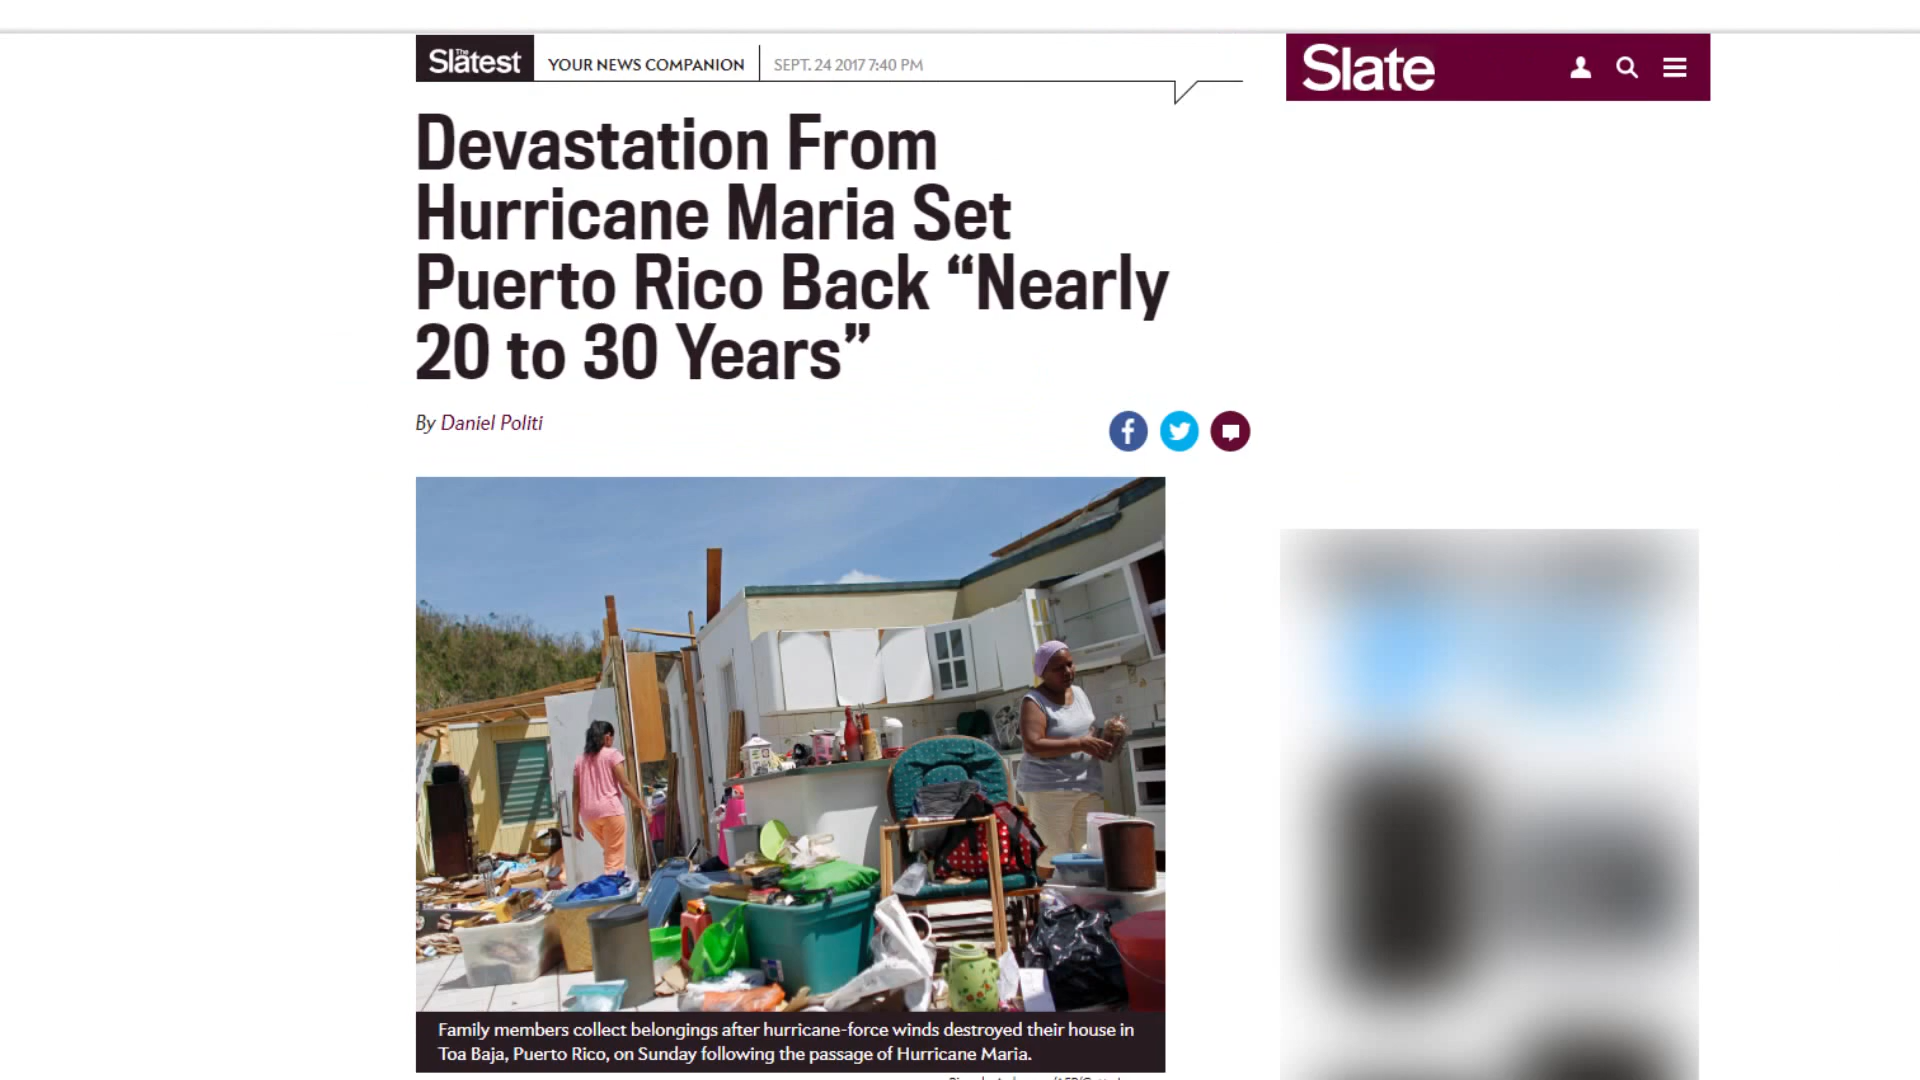 The Slatest
YOUR NEWS COMPANION
SEPT. 24 2017 7:40 PM
Slate
Devastation From
Hurricane Maria Set
Puerto Rico Back “Nearly
20 to 30 Years”
By Daniel Politi
Family members collect belongings after hurricane-force winds destroyed their house in
Toa Baja, Puerto Rico, on Sunday following the passage of Hurricane Maria.